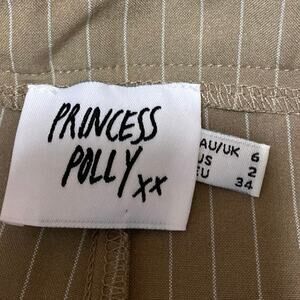 PRINCESS
POLLY xx
AU/UK 6
US 2
EU 34